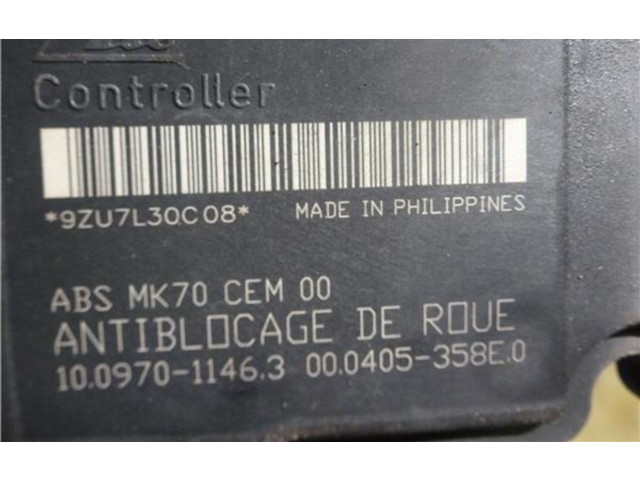 Controller
*9ZU7L30C08* MADE IN PHILIPPINES
ABS MK70 CEM 00
ANTIBLOCAGE DE ROUE
10.0970-1146.3 00.0405-358E.0